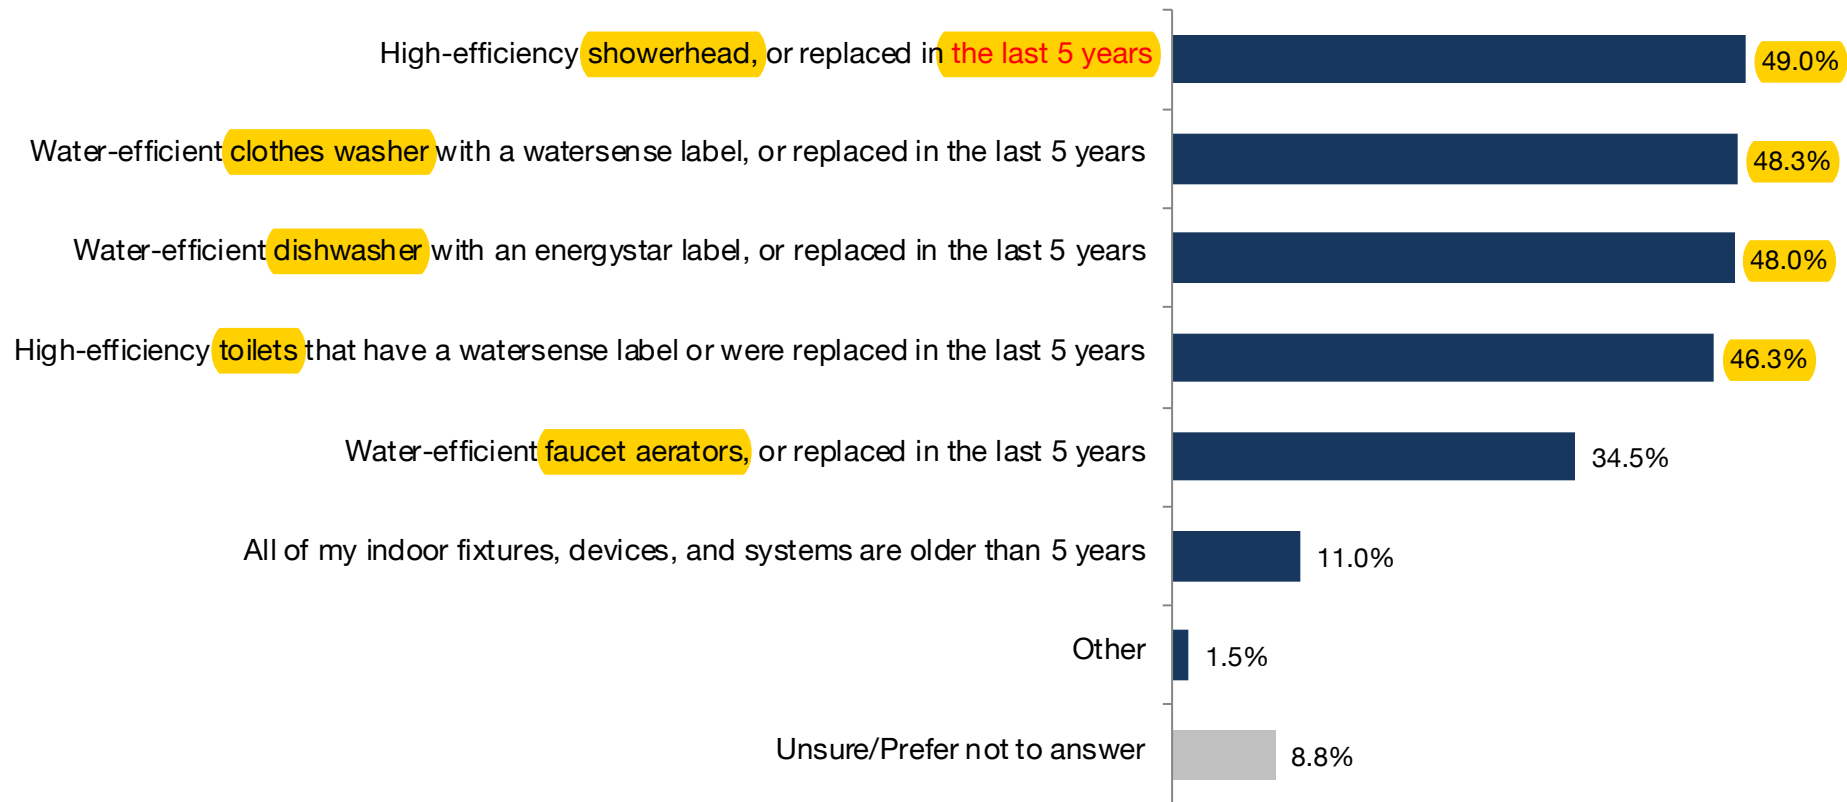 High-efficiency showerhead, or replaced in the last 5 years 49.0%
Water-efficient clothes washer with a watersense label, or replaced in the last 5 years 48.3%
Water-efficient dishwasher with an energystar label, or replaced in the last 5 years 48.0%
High-efficiency toilets that have a watersense label or were replaced in the last 5 years 46.3%
Water-efficient faucet aerators, or replaced in the last 5 years 34.5%
All of my indoor fixtures, devices, and systems are older than 5 years 11.0%
Other 1.5%
Unsure/Prefer not to answer 8.8%